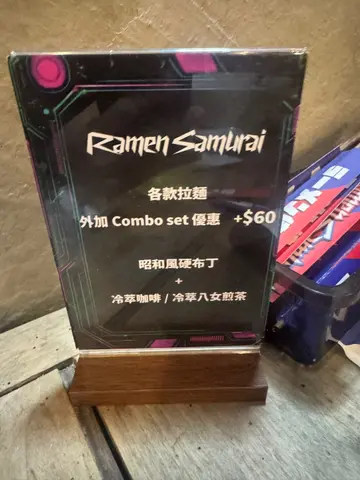 Ramen Samurai
各款拉麵
外加 Combo set 優惠 +$60
昭和風硬布丁
+
冷萃咖啡 / 冷萃八女煎茶